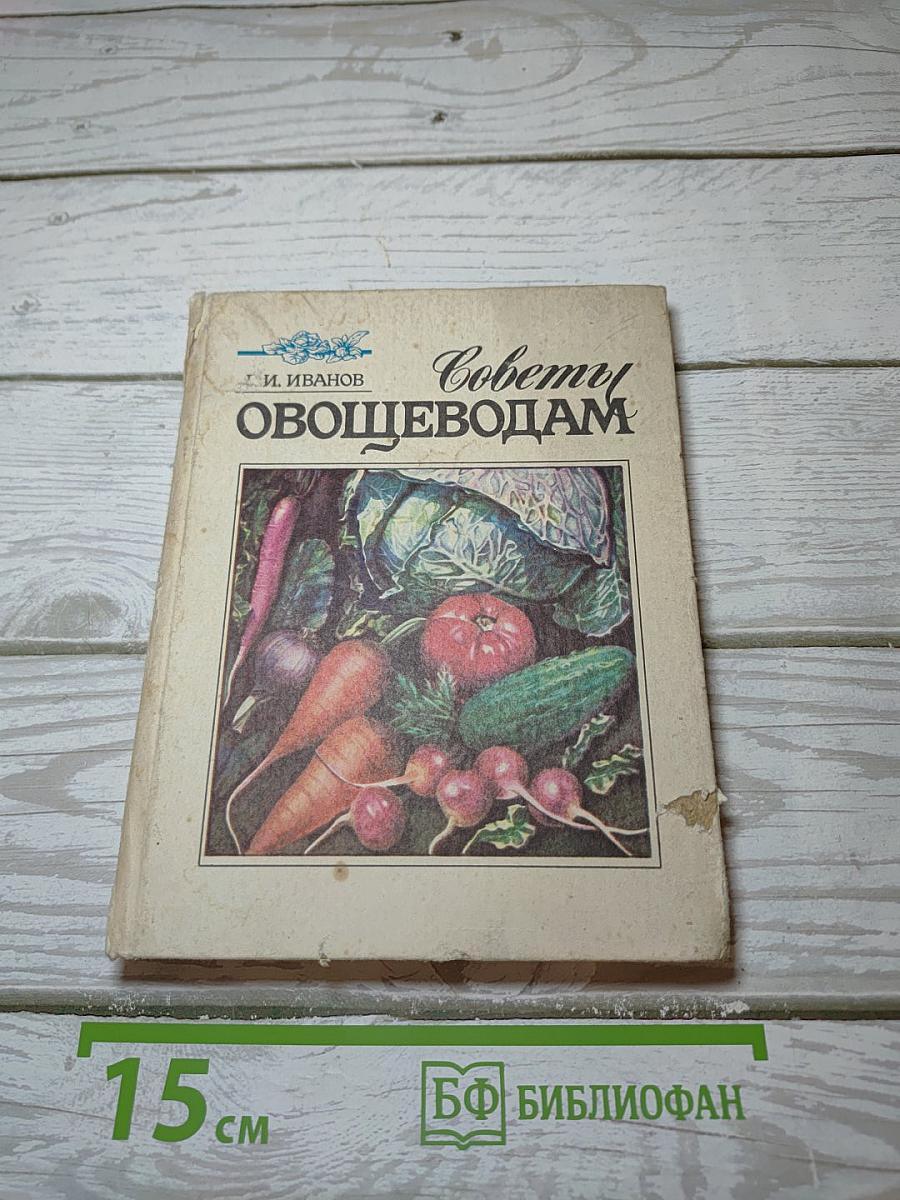 И. ИВАНОВ
Советы
ОВОЩЕВОДАМ
15 см
БФ БИБЛИОФАН